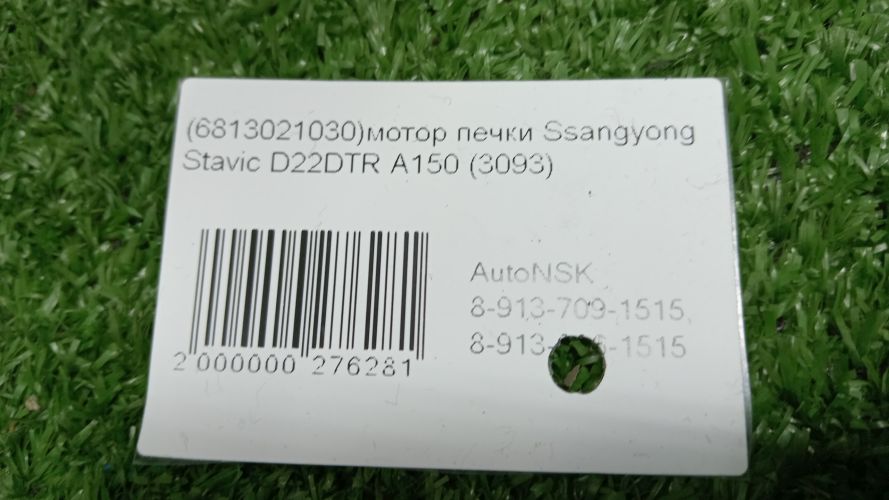 (6813021030)мотор печки Ssangyong
Stavic D22DTR A150 (3093)
AutoNSK
8-913-709-1515,
2 000000 276281